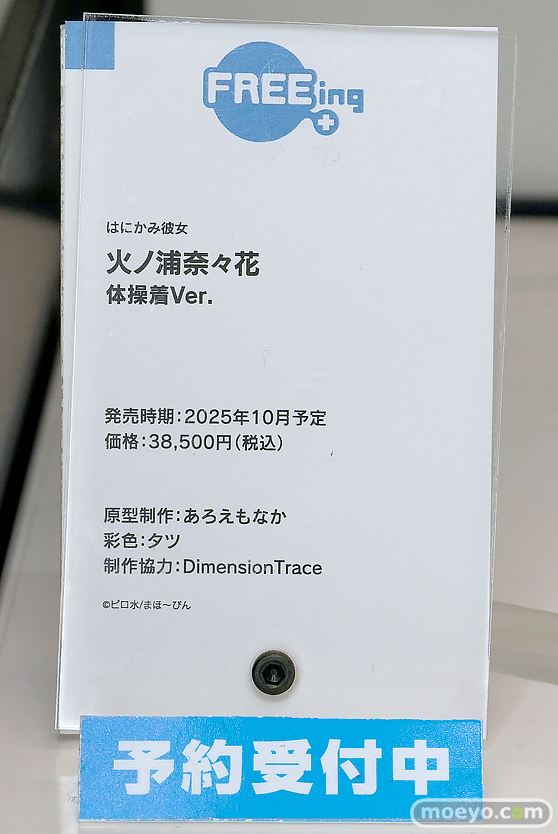 FREEing
はにかみ彼女
火ノ浦奈々花
体操着Ver.
発売時期:2025年10月予定
価格:38,500円(税込)
原型制作:あろえもなか
彩色:タツ
制作協力:DimensionTrace
©ピロ水/まほ〜びん
予約受付中
moeyo.com